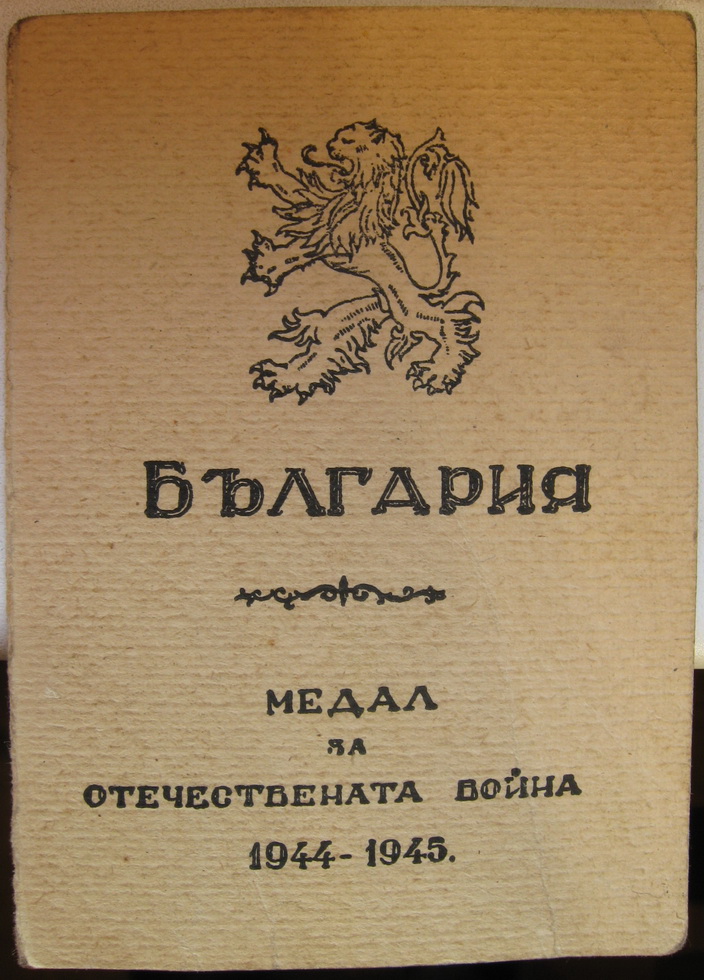 БЪЛГАРИЯ
МЕДАЛ
ЗА
ОТЕЧЕСТВЕНАТА ВОЙНА
1944-1945.